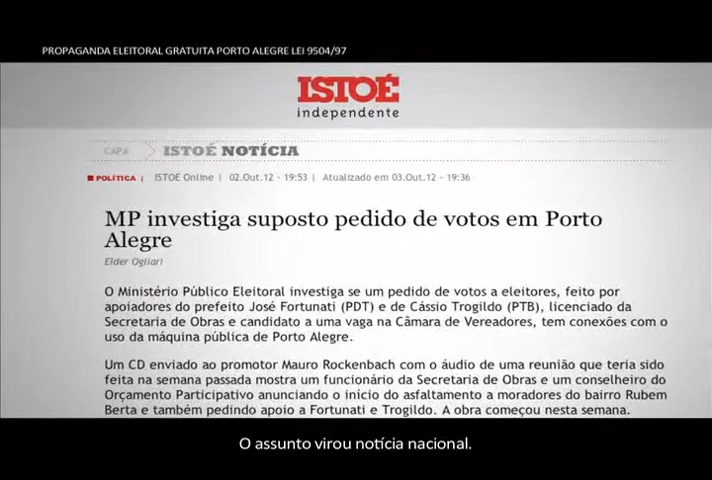 PROPAGANDA ELEITORAL GRATUITA PORTO ALEGRE LEI 9504/97
ISTOÉ
independente
CAPA
ISTOÉ NOTÍCIA
POLÍTICA | ISTOÉ Online | 02.Out.12 - 19:53 | Atualizado em 03.Out.12 - 19:36
MP investiga suposto pedido de votos em Porto
Alegre
Elder Ogliari
O Ministério Público Eleitoral investiga se um pedido de votos a eleitores, feito por
apoiadores do prefeito José Fortunati (PDT) e de Cássio Trogildo (PTB), licenciado da
Secretaria de Obras e candidato a uma vaga na Câmara de Vereadores, tem conexões com o
uso da máquina pública de Porto Alegre.
Um CD enviado ao promotor Mauro Rockenbach com o áudio de uma reunião que teria sido
feita na semana passada mostra um funcionário da Secretaria de Obras e um conselheiro do
Orçamento Participativo anunciando o início do asfaltamento a moradores do bairro Rubem
Berta e também pedindo apoio a Fortunati e Trogildo. A obra começou nesta semana.
O assunto virou notícia nacional.